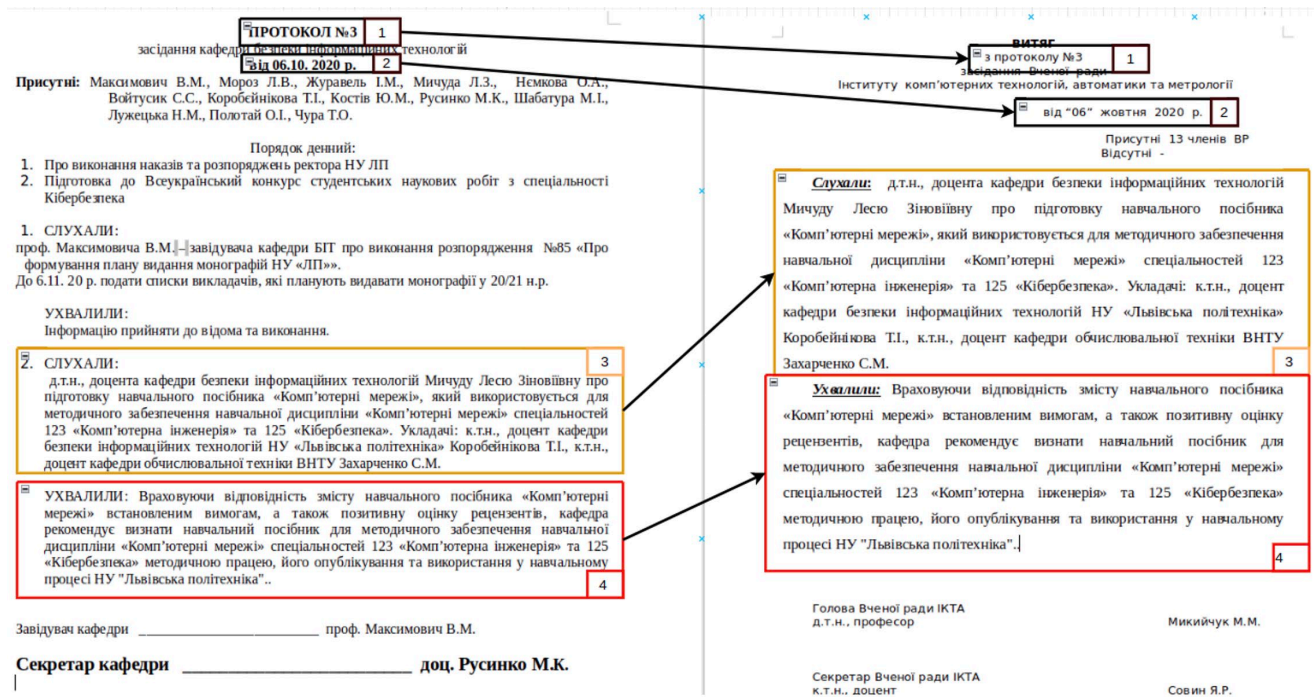 ПРОТОКОЛ №3
1
засідання кафедри безпеки інформаційних технологій
від 06.10. 2020 р.
2
Присутні: Максимович В.М., Мороз Л.В., Журавель І.М., Мичуда Л.З., Нємкова О.А.,
Войтусик С.С., Коробєйнікова Т.І., Костів Ю.М., Русинко М.К., Шабатура М.І.,
Лужецька Н.М., Полотай О.І., Чура Т.О.
Порядок денний:
1. Про виконання наказів та розпоряджень ректора НУ ЛП
2. Підготовка до Всеукраїнський конкурс студентських наукових робіт з спеціальності
Кібербезпека
1. СЛУХАЛИ:
проф. Максимовича В.М. – завідувача кафедри БІТ про виконання розпорядження №85 «Про
формування плану видання монографій НУ «ЛП»».
До 6.11. 20 р. подати списки викладачів, які планують видавати монографії у 20/21 н.р.
УХВАЛИЛИ:
Інформацію прийняти до відома та виконання.
2. СЛУХАЛИ:
3
д.т.н., доцента кафедри безпеки інформаційних технологій Мичуду Лесю Зіновіївну про
підготовку навчального посібника «Комп’ютерні мережі», який використовується для
методичного забезпечення навчальної дисципліни «Комп’ютерні мережі» спеціальностей
123 «Комп’ютерна інженерія» та 125 «Кібербезпека». Укладачі: к.т.н., доцент кафедри
безпеки інформаційних технологій НУ «Львівська політехніка» Коробейнікова Т.І., к.т.н.,
доцент кафедри обчислювальної техніки ВНТУ Захарченко С.М.
УХВАЛИЛИ: Враховуючи відповідність змісту навчального посібника «Комп’ютерні
мережі» встановленим вимогам, а також позитивну оцінку рецензентів, кафедра
рекомендує визнати навчальний посібник для методичного забезпечення навчальної
дисципліни «Комп’ютерні мережі» спеціальностей 123 «Комп’ютерна інженерія» та 125
«Кібербезпека» методичною працею, його опублікування та використання у навчальному
процесі НУ "Львівська політехніка"..
4
Завідувач кафедри ________________________ проф. Максимович В.М.
Секретар кафедри ________________________ доц. Русинко М.К.
витяг
з протоколу №3
1
засідання Вченої ради
Інституту комп’ютерних технологій, автоматики та метрології
від “06” жовтня 2020 р.
2
Присутні 13 членів ВР
Відсутні -
Слухали: д.т.н., доцента кафедри безпеки інформаційних технологій
Мичуду Лесю Зіновіївну про підготовку навчального посібника
«Комп’ютерні мережі», який використовується для методичного забезпечення
навчальної дисципліни «Комп’ютерні мережі» спеціальностей 123
«Комп’ютерна інженерія» та 125 «Кібербезпека». Укладачі: к.т.н., доцент
кафедри безпеки інформаційних технологій НУ «Львівська політехніка»
Коробейнікова Т.І., к.т.н., доцент кафедри обчислювальної техніки ВНТУ
Захарченко С.М.
3
Ухвалили: Враховуючи відповідність змісту навчального посібника
«Комп’ютерні мережі» встановленим вимогам, а також позитивну оцінку
рецензентів, кафедра рекомендує визнати навчальний посібник для
методичного забезпечення навчальної дисципліни «Комп’ютерні мережі»
спеціальностей 123 «Комп’ютерна інженерія» та 125 «Кібербезпека»
методичною працею, його опублікування та використання у навчальному
процесі НУ "Львівська політехніка"..
4
Голова Вченої ради ІКТА
д.т.н., професор Микийчук М.М.
Секретар Вченої ради ІКТА
к.т.н., доцент Совин Я.Р.